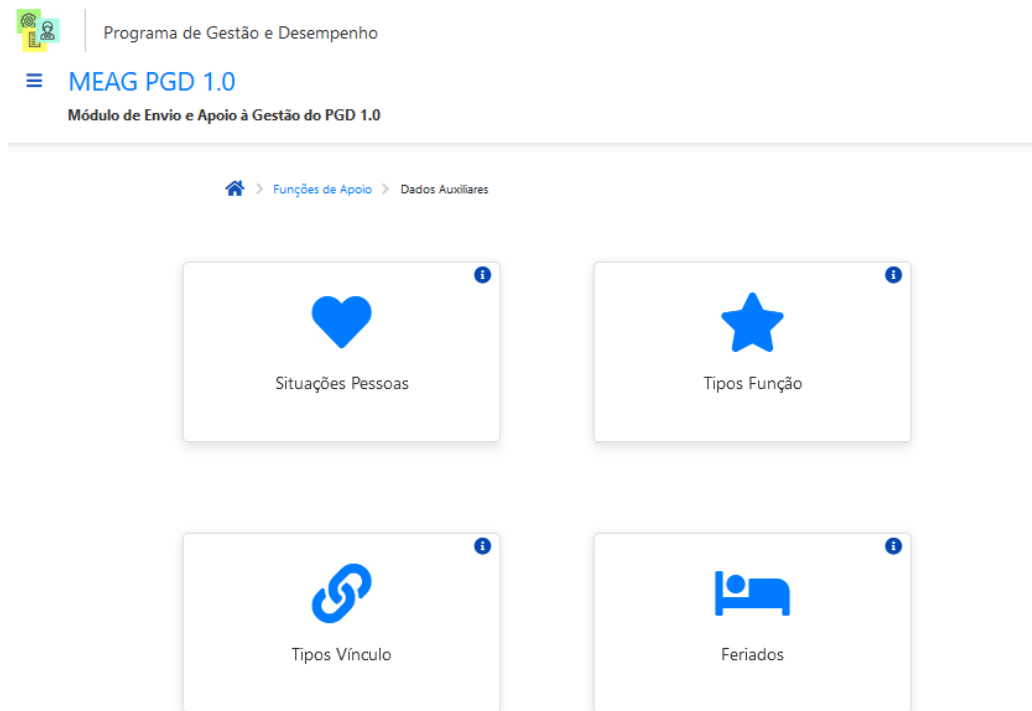 Programa de Gestão e Desempenho
MEAG PGD 1.0
Módulo de Envio e Apoio à Gestão do PGD 1.0
Funções de Apoio > Dados Auxiliares
Situações Pessoas
Tipos Função
Tipos Vínculo
Feriados